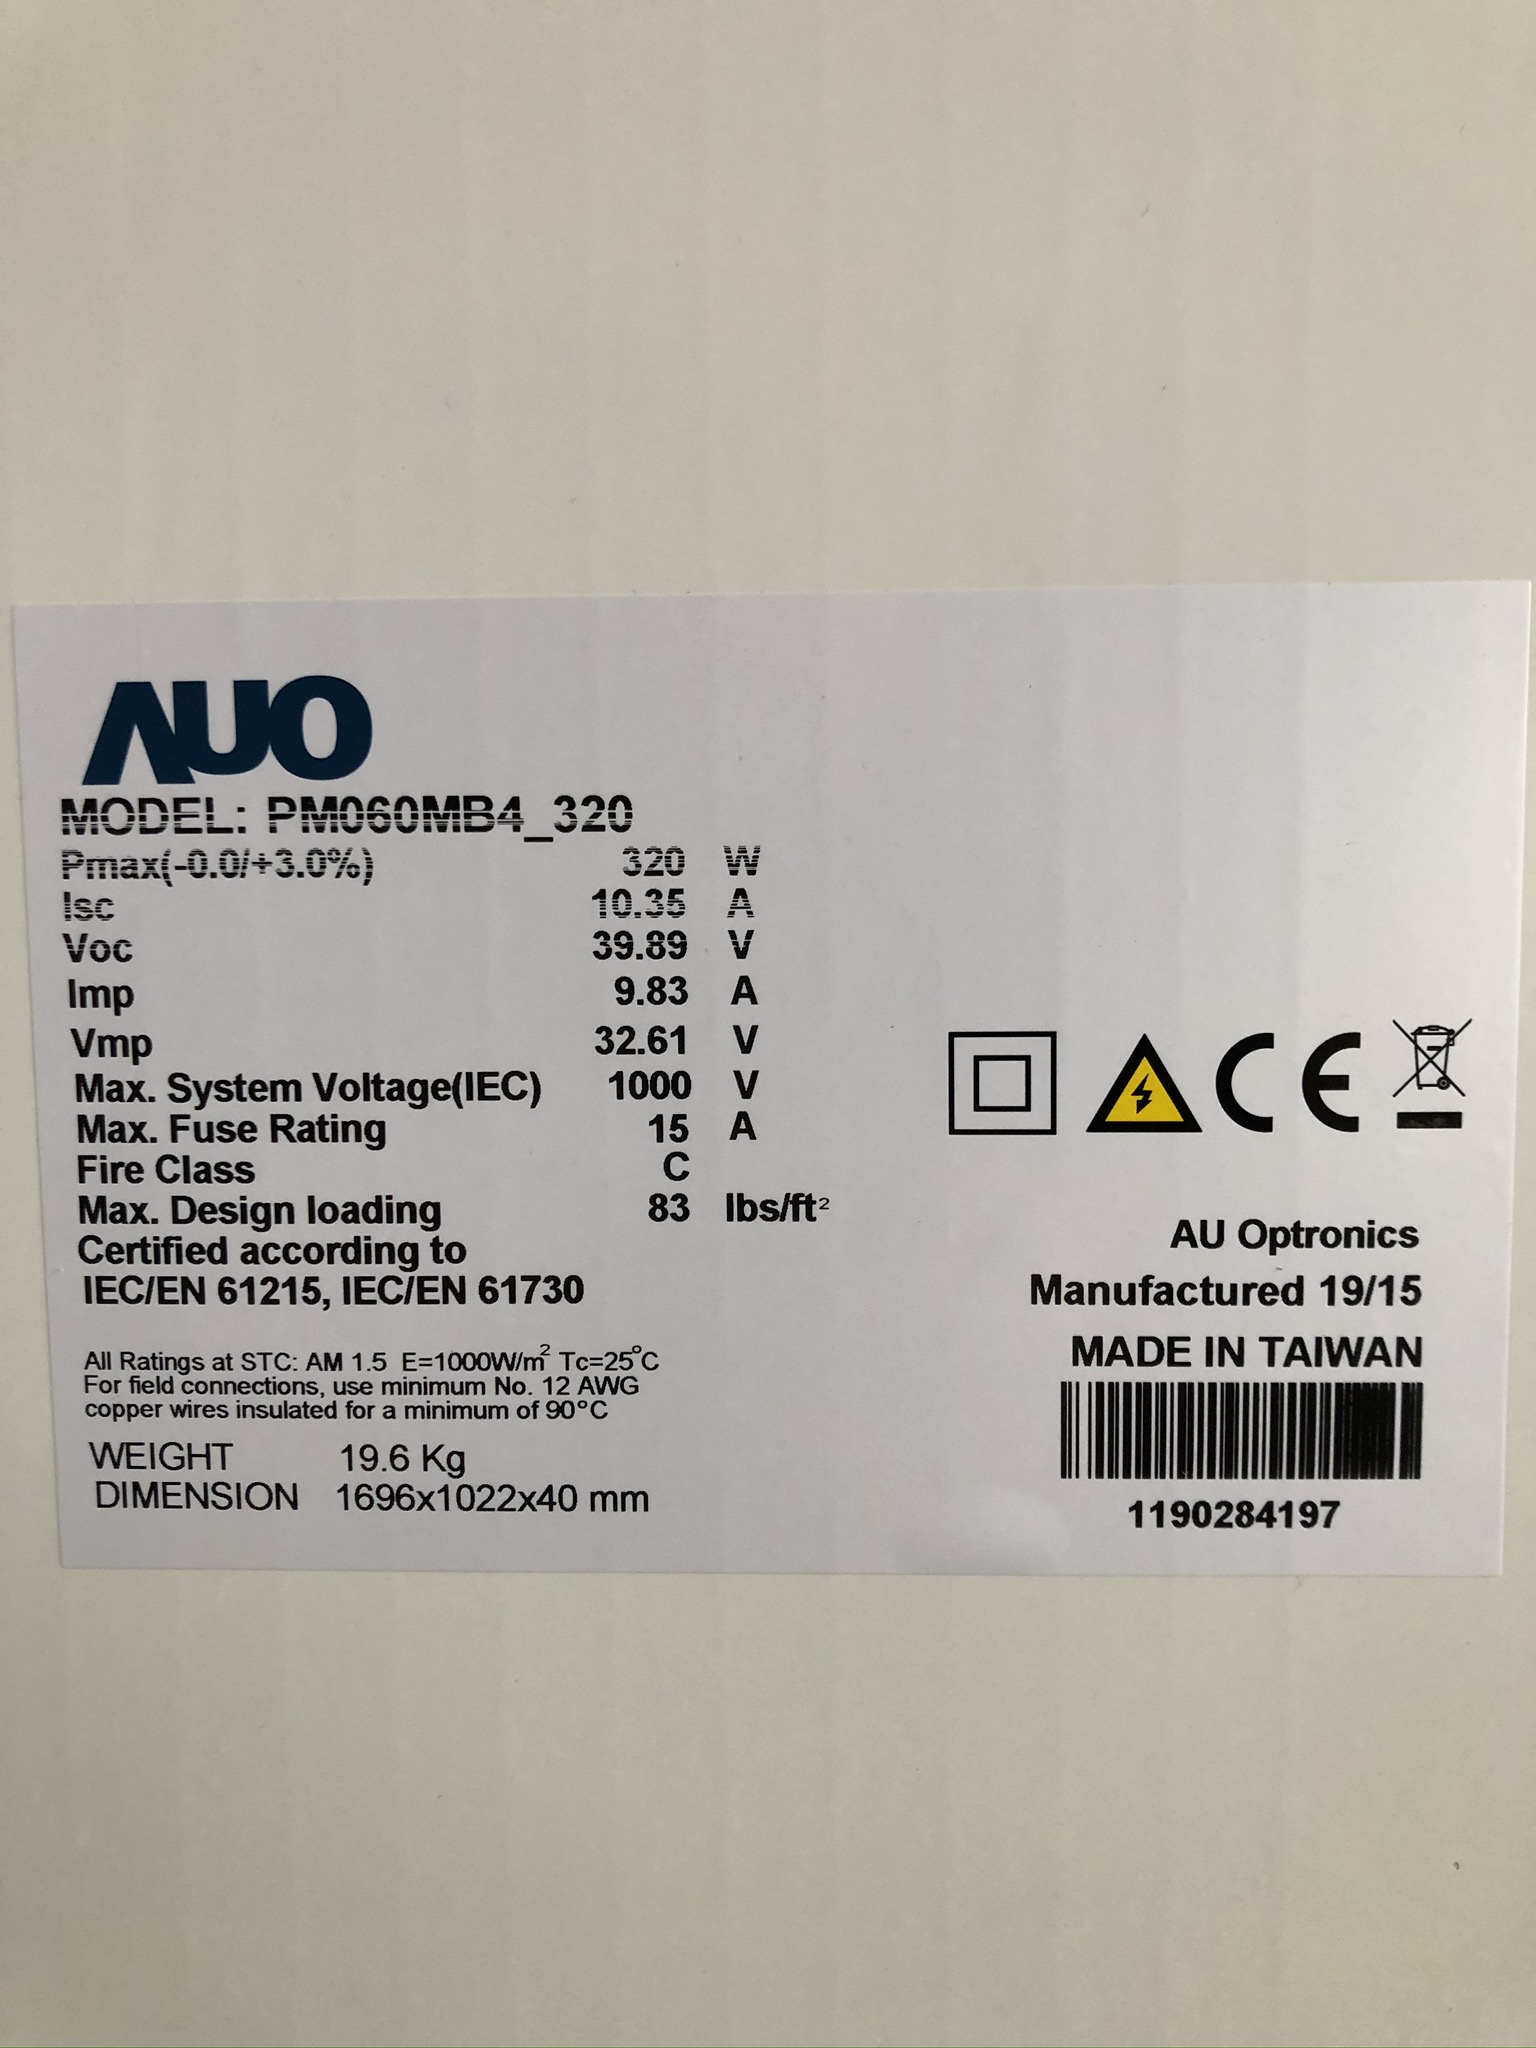 AUO
MODEL: PM060MB4_320
Pmax(-0.0/+3.0%) 320 W
Isc 10.35 A
Voc 39.89 V
Imp 9.83 A
Vmp 32.61 V
Max. System Voltage(IEC) 1000 V
Max. Fuse Rating 15 A
Fire Class C
Max. Design loading 83 lbs/ft²
Certified according to
IEC/EN 61215, IEC/EN 61730
All Ratings at STC: AM 1.5 E=1000W/m² Tc=25°C
For field connections, use minimum No. 12 AWG
copper wires insulated for a minimum of 90°C
WEIGHT 19.6 Kg
DIMENSION 1696x1022x40 mm
CE
AU Optronics
Manufactured 19/15
MADE IN TAIWAN
1190284197